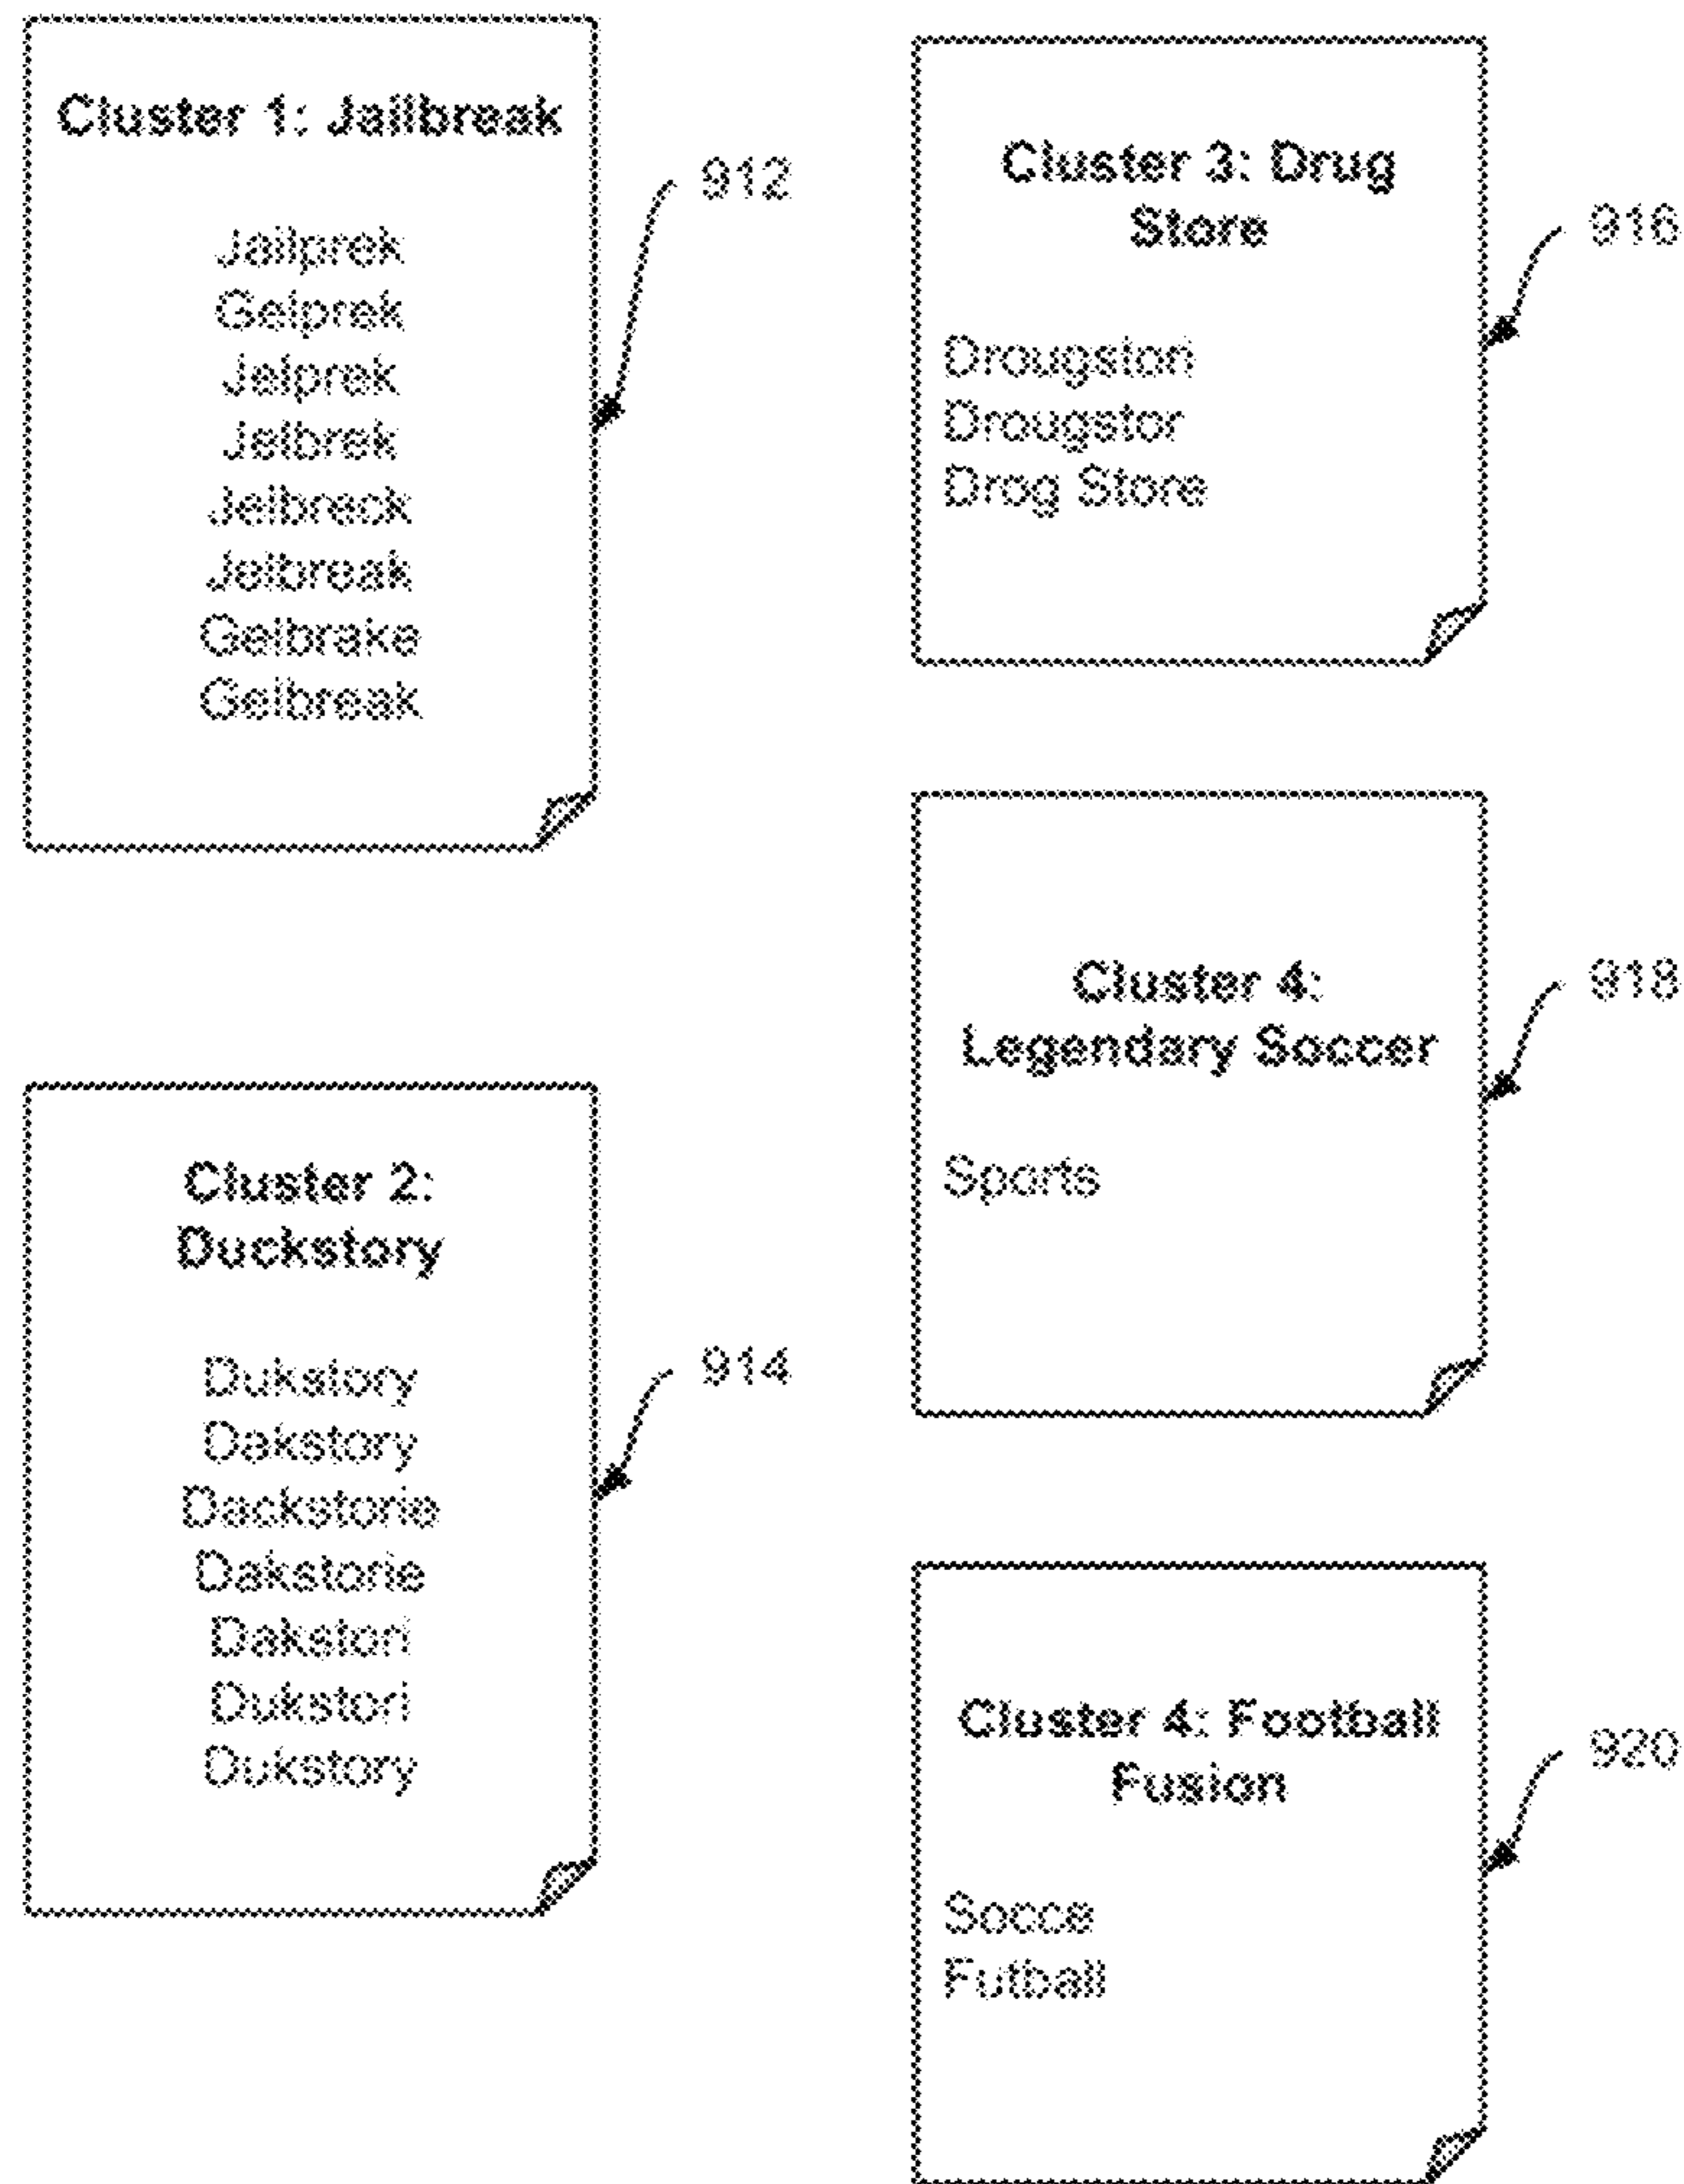 Cluster 1: Jailbreak
Jailprek
Gelprek
Jelprek
Jelbrek
Jelbreck
Jelbreak
Gelbrake
Gelbreak
912
Cluster 2:
Duckstory
Dukstory
Dakstory
Dackstorie
Dakstorie
Dakstori
Dukstori
Dukstory
914
Cluster 3: Drug
Store
Drougstori
Drougstor
Drog Store
916
Cluster 4:
Legendary Soccer
Sports
918
Cluster 4: Football
Fusion
Socce
Futball
920